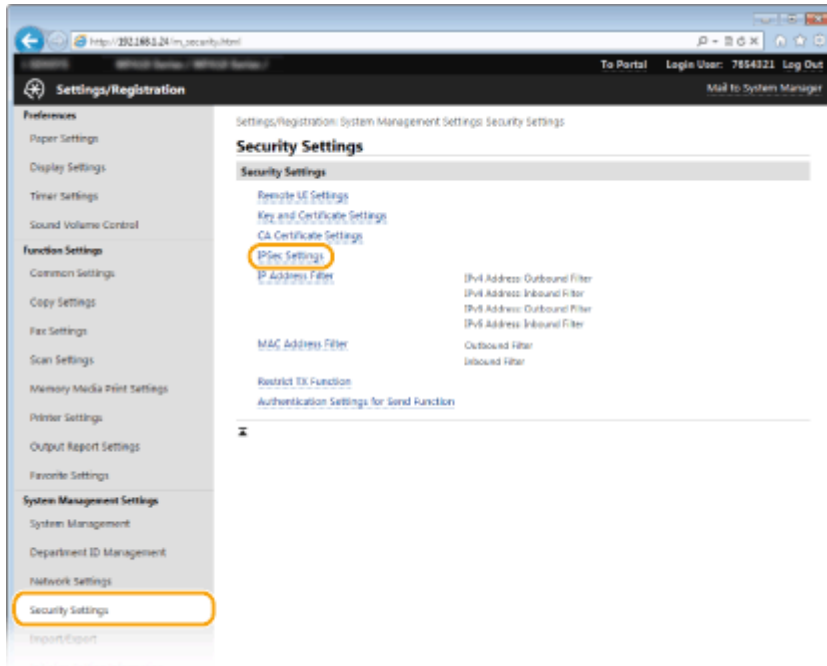 http://192.168.1.24/m_security.html
To Portal Login User: 7654321 Log Out
Settings/Registration
Mail to System Manager
Preferences
Paper Settings
Display Settings
Timer Settings
Sound Volume Control
Function Settings
Common Settings
Copy Settings
Fax Settings
Scan Settings
Memory Media Print Settings
Printer Settings
Output Report Settings
Favorite Settings
System Management Settings
System Management
Department ID Management
Network Settings
Security Settings
Import/Export
Settings/Registration: System Management Settings: Security Settings
Security Settings
Security Settings
Remote UI Settings
Key and Certificate Settings
CA Certificate Settings
IPSec Settings
IP Address Filter
IPv4 Address: Outbound Filter
IPv4 Address: Inbound Filter
IPv6 Address: Outbound Filter
IPv6 Address: Inbound Filter
MAC Address Filter
Outbound Filter
Inbound Filter
Restrict TX Function
Authentication Settings for Send Function